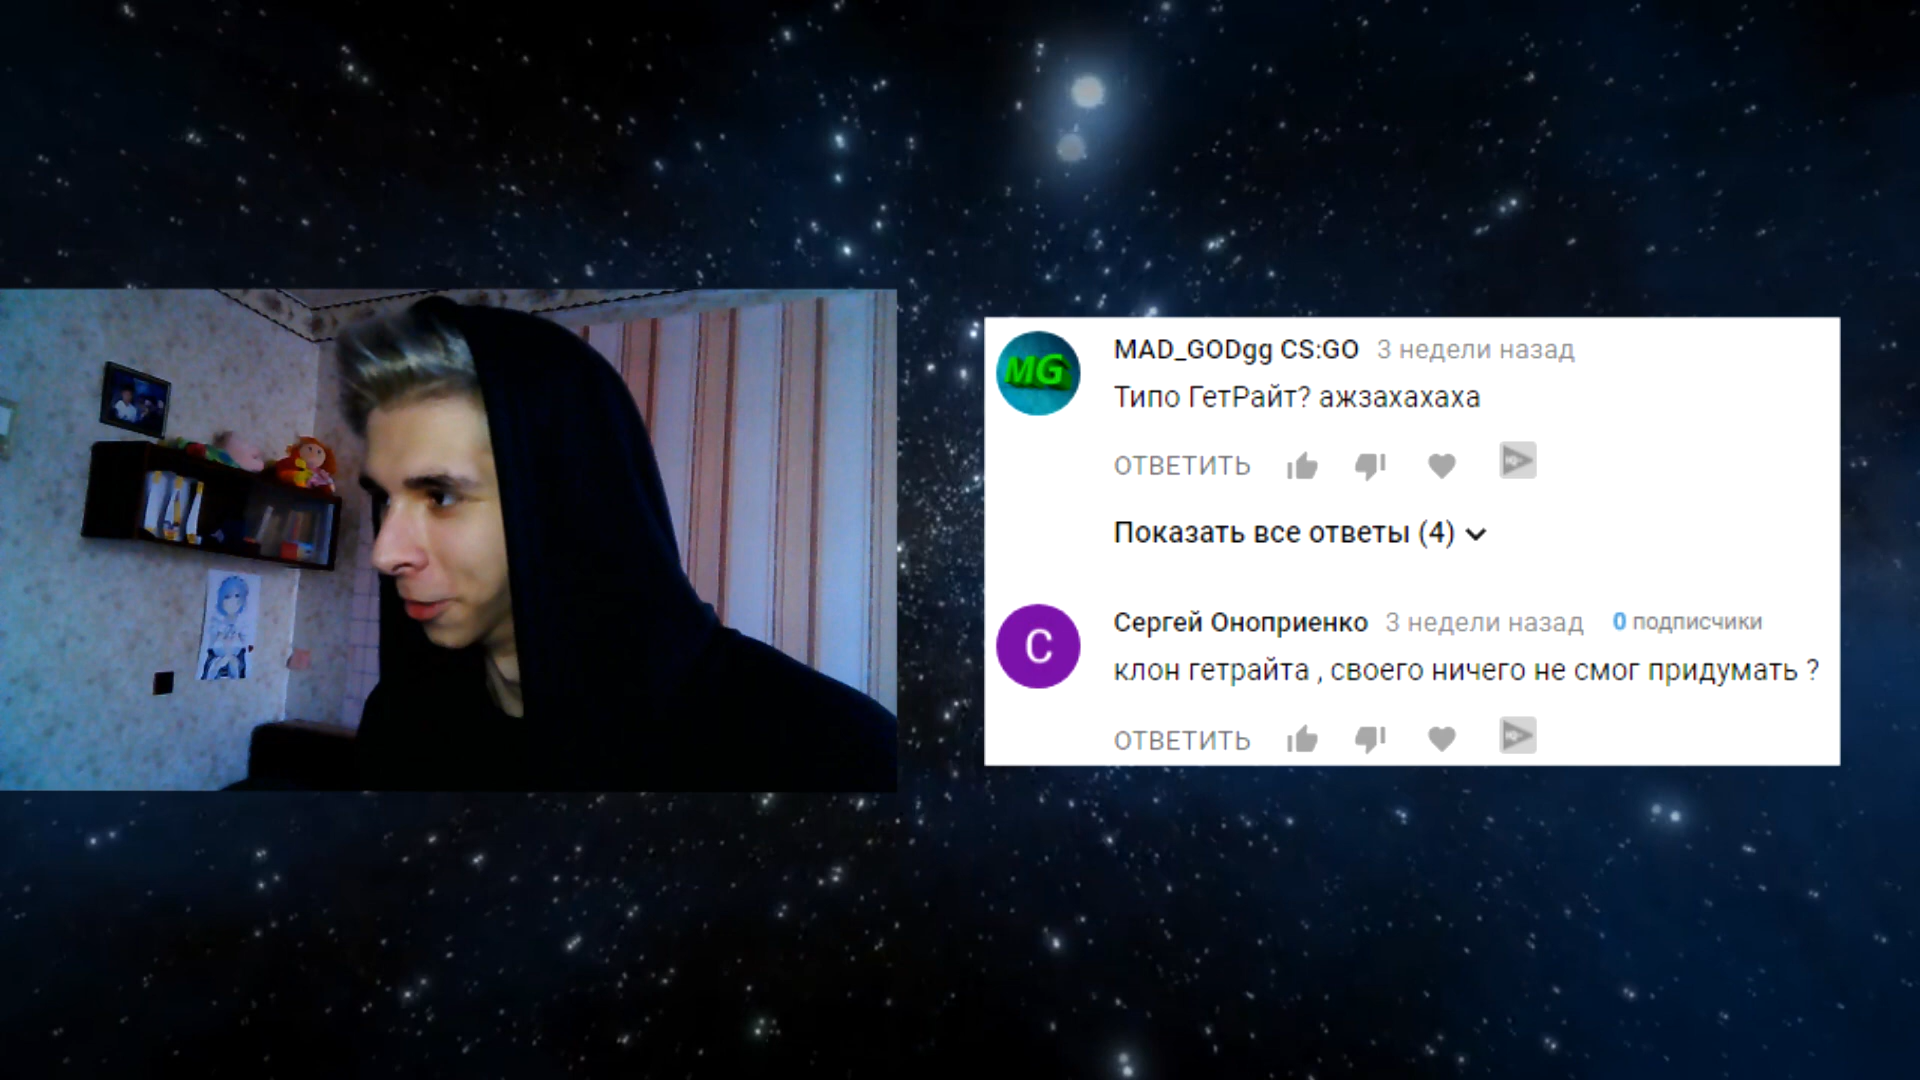 MAD_GODgg CS:GO 3 недели назад
MG
Типо ГетРайт? ажзахахаха
ОТВЕТИТЬ
Показать все ответы (4)
Сергей Оноприенко 3 недели назад 0 подписчики
С
клон гетрайта , своего ничего не смог придумать ?
ОТВЕТИТЬ